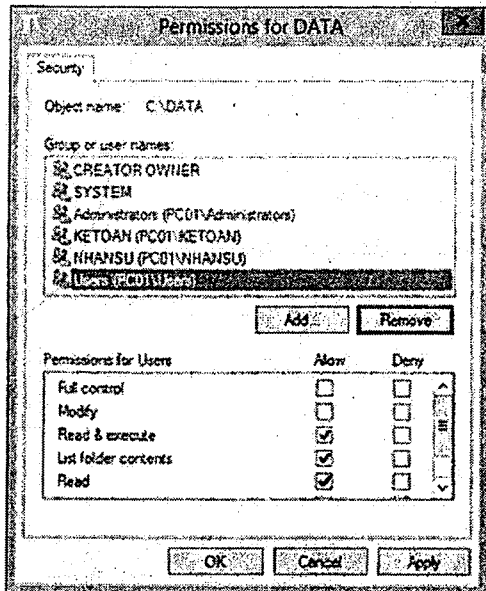 Permissions for DATA
Security
Object name: C:\DATA
Group or user names:
CREATOR OWNER
SYSTEM
Administrators (PC01\Administrators)
KETOAN (PC01\KETOAN)
NHANSU (PC01\NHANSU)
Users (PC01\Users)
Add... Remove
Permissions for Users Allow Deny
Full control
Modify
Read & execute
List folder contents
Read
OK Cancel Apply